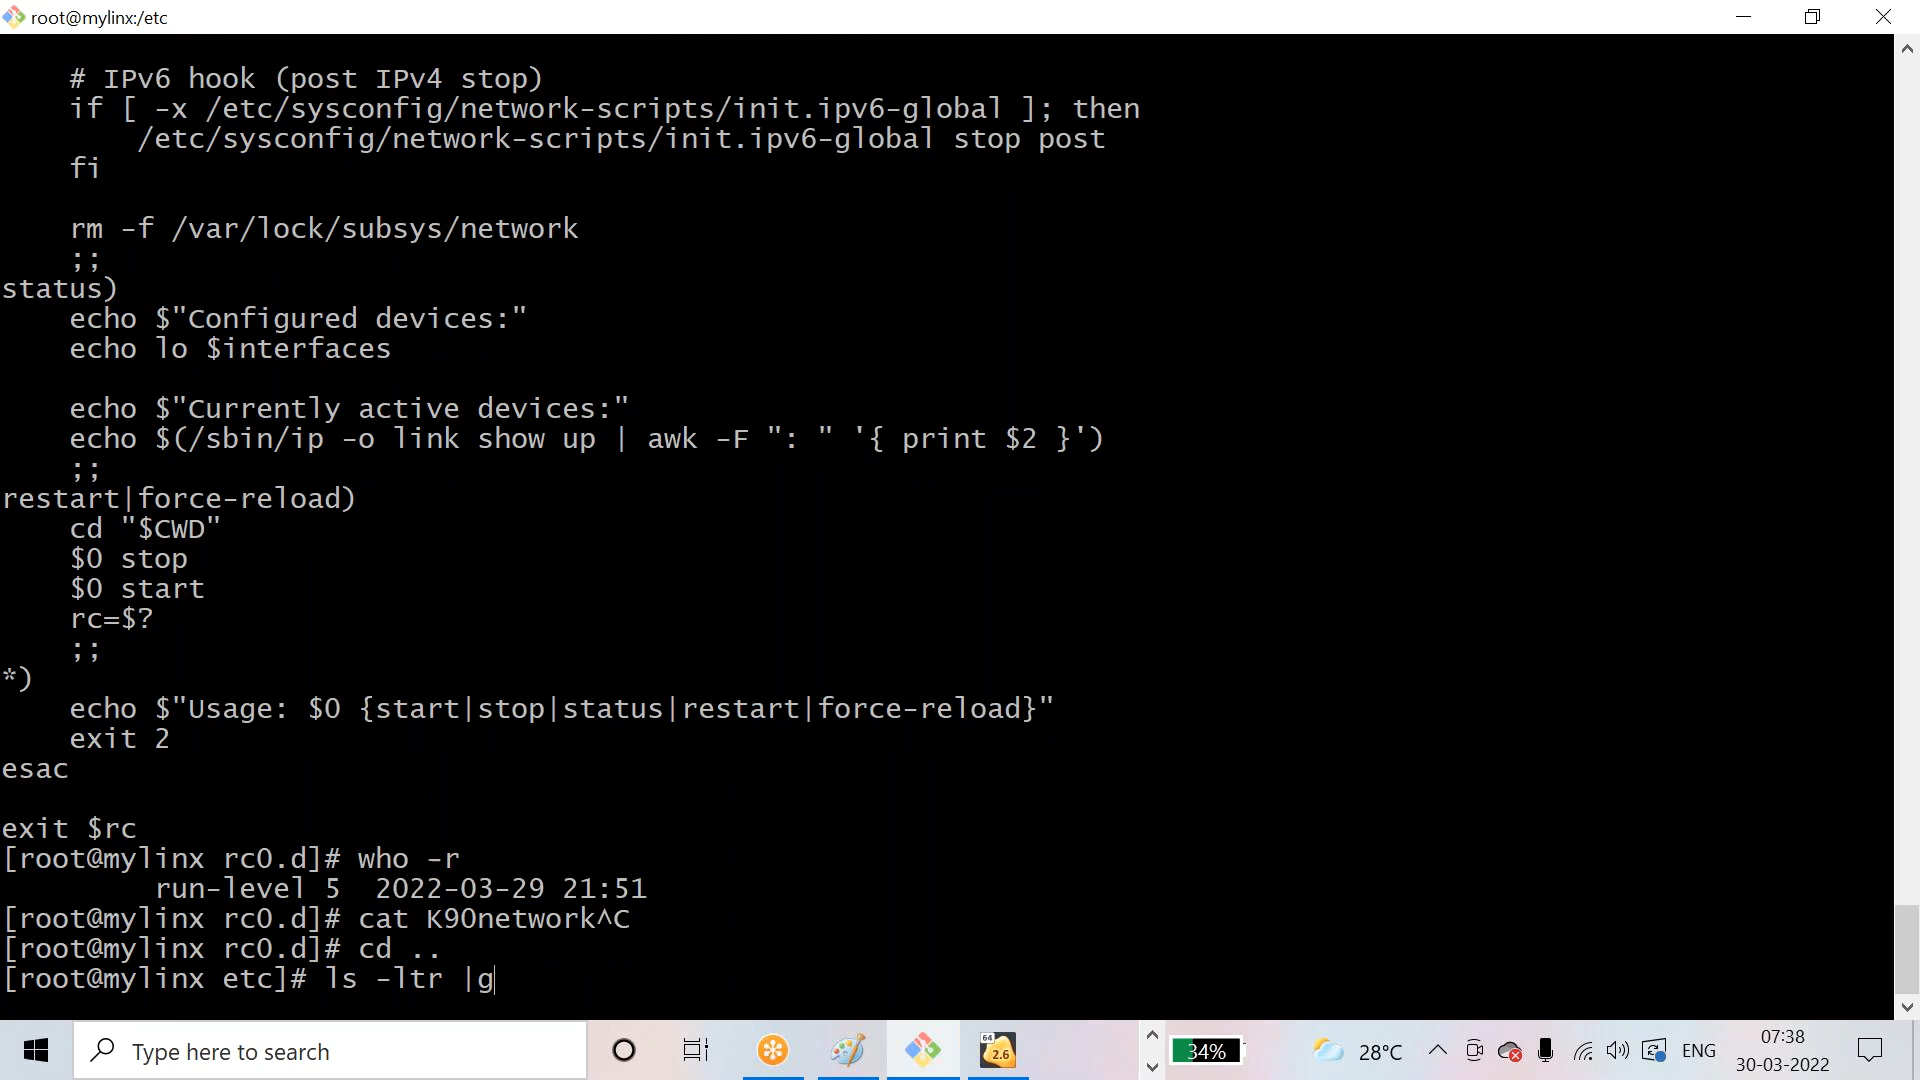 root@mylinx:/etc
    # IPv6 hook (post IPv4 stop)
    if [ -x /etc/sysconfig/network-scripts/init.ipv6-global ]; then
        /etc/sysconfig/network-scripts/init.ipv6-global stop post
    fi
    rm -f /var/lock/subsys/network
    ;;
status)
    echo $"Configured devices:"
    echo lo $interfaces
    echo $"Currently active devices:"
    echo $(/sbin/ip -o link show up | awk -F ": " '{ print $2 }')
    ;;
restart|force-reload)
    cd "$CWD"
    $0 stop
    $0 start
    rc=$?
    ;;
*)
    echo $"Usage: $0 {start|stop|status|restart|force-reload}"
    exit 2
esac
exit $rc
[root@mylinx rc0.d]# who -r
         run-level 5  2022-03-29 21:51
[root@mylinx rc0.d]# cat K90network^C
[root@mylinx rc0.d]# cd ..
[root@mylinx etc]# ls -ltr |g
Type here to search
64
2.6
34%
28°C
ENG
07:38
30-03-2022